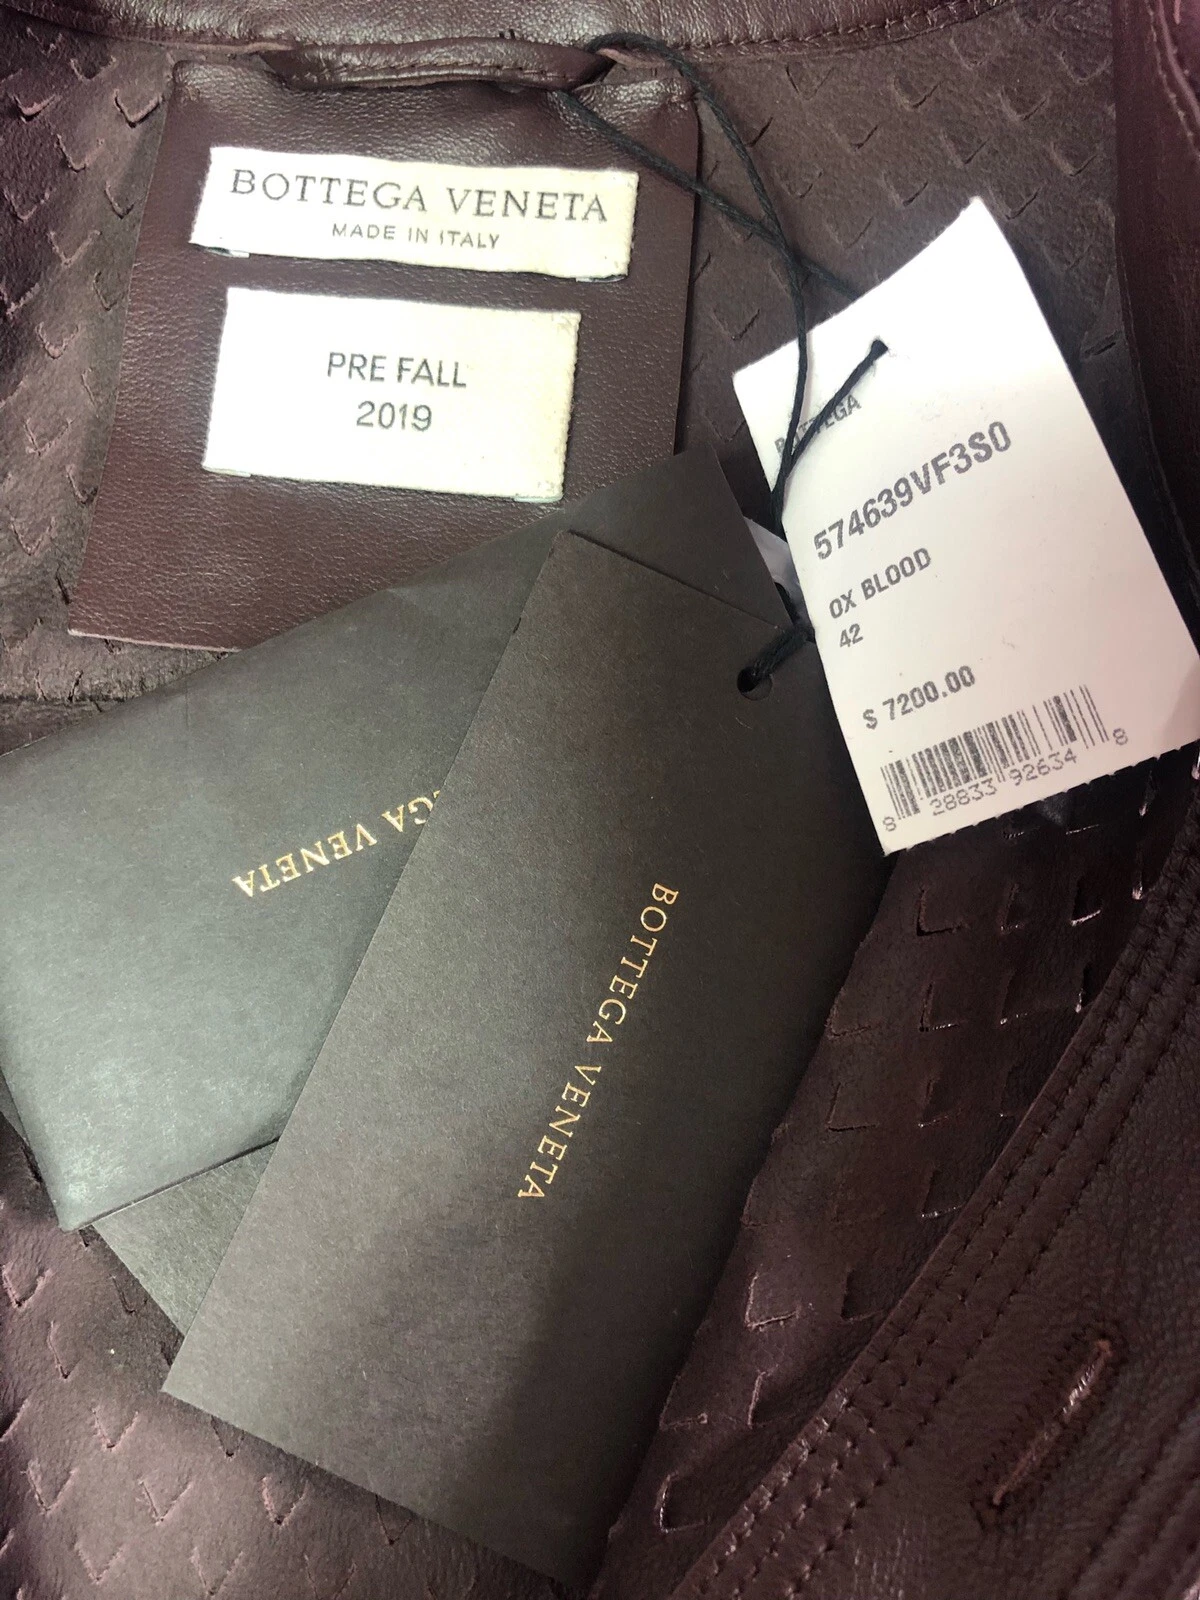 BOTTEGA VENETA
MADE IN ITALY
PRE FALL
2019
BOTTEGA
574639VF3S0
OX BLOOD
42
$ 7200.00
8 28833 92634 8
GA VENETA
BOTTEGA VENETA